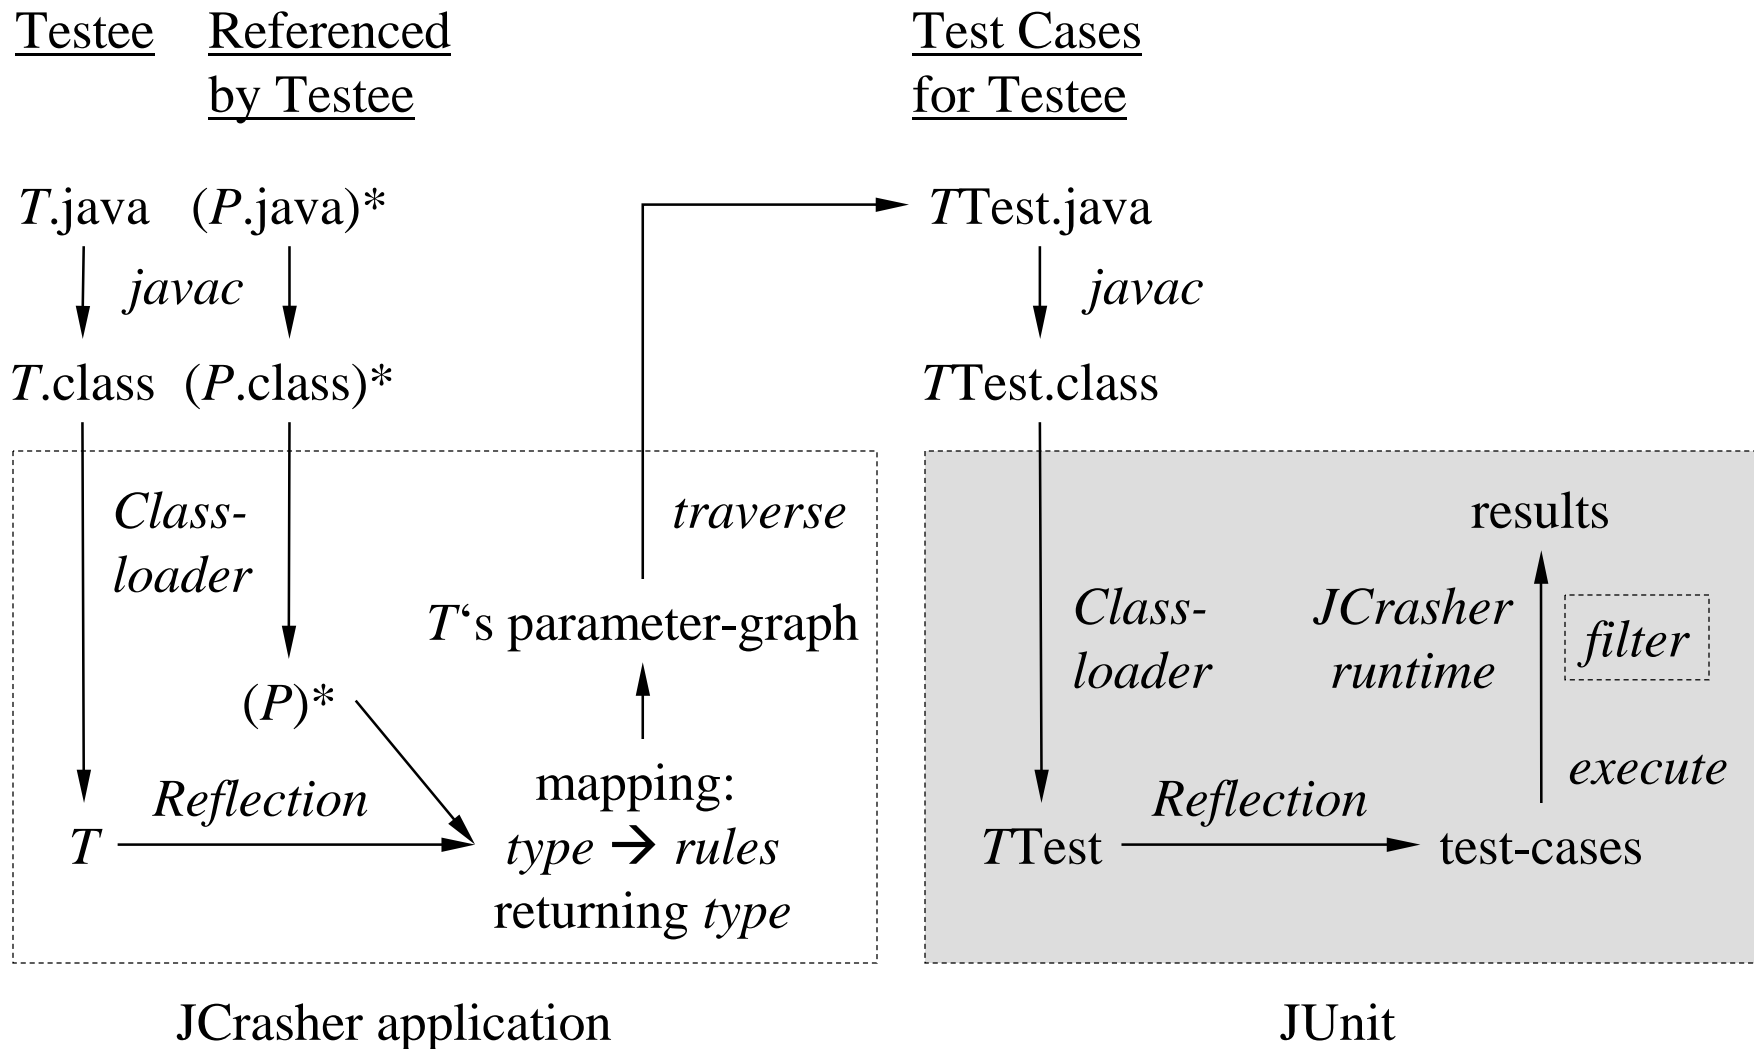 Testee
Referenced
by Testee
Test Cases
for Testee
T.java
(P.java)*
TTest.java
javac
javac
T.class
(P.class)*
TTest.class
Class-
loader
traverse
results
T‘s parameter-graph
Class-
loader
JCrasher
runtime
filter
(P)*
execute
Reflection
mapping:
type → rules
returning type
T
Reflection
TTest
test-cases
JCrasher application
JUnit